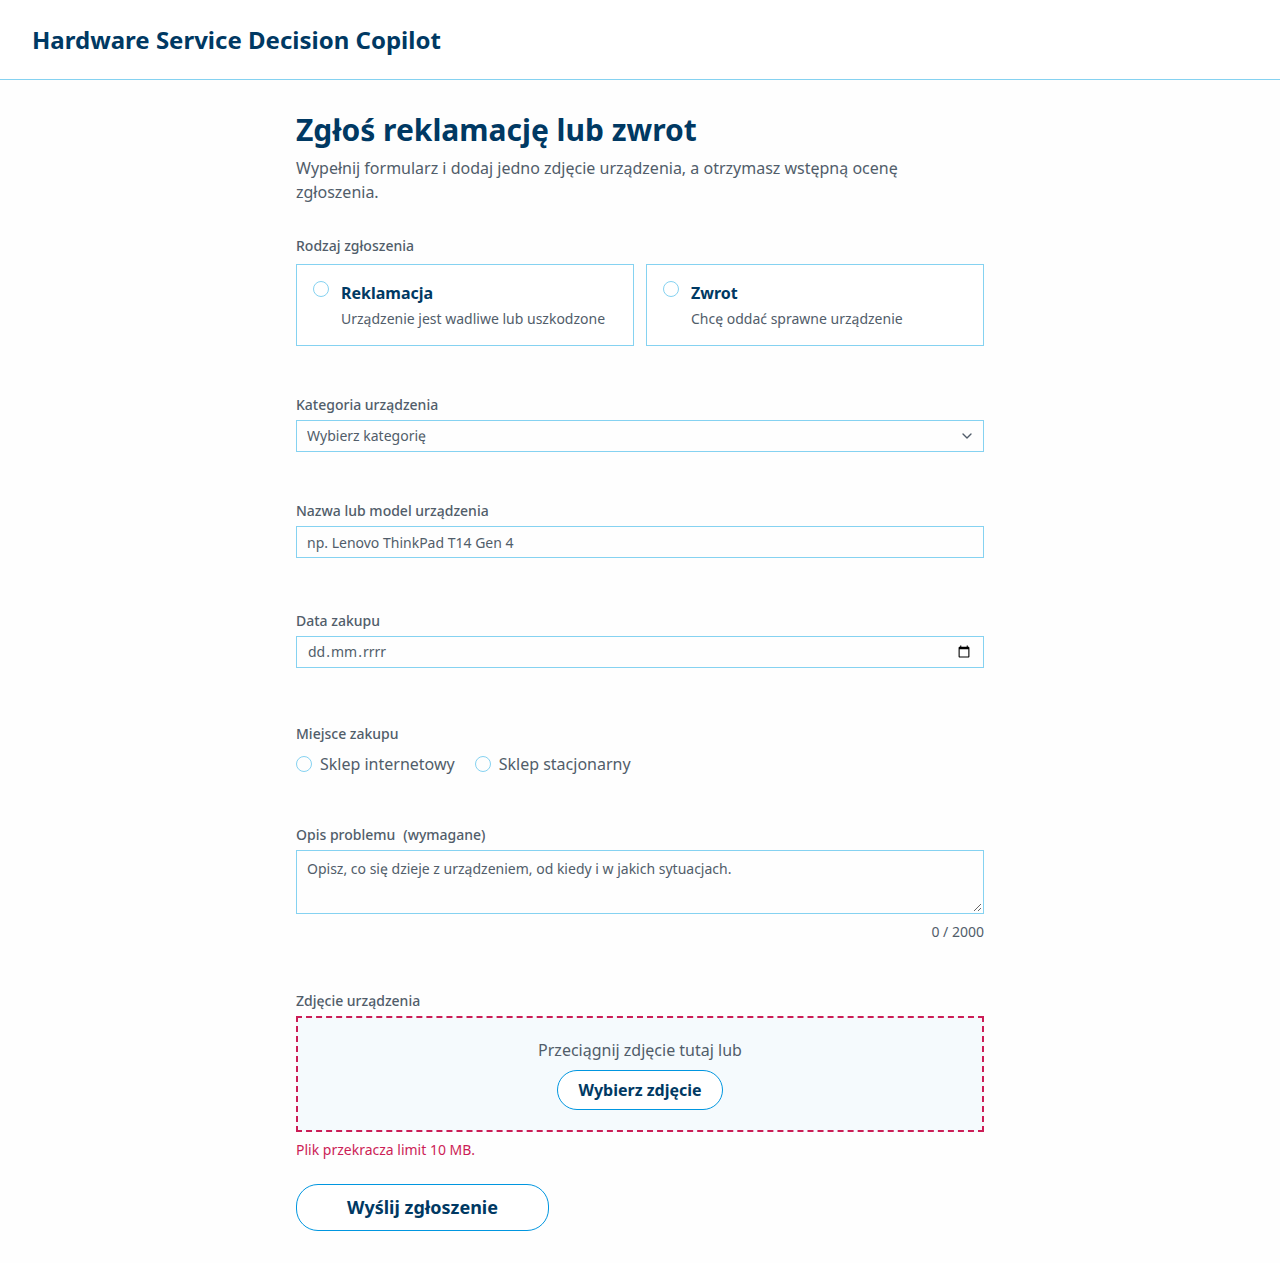 Hardware Service Decision Copilot
Zgłoś reklamację lub zwrot
Wypełnij formularz i dodaj jedno zdjęcie urządzenia, a otrzymasz wstępną ocenę
zgłoszenia.
Rodzaj zgłoszenia
Reklamacja
Urządzenie jest wadliwe lub uszkodzone
Zwrot
Chcę oddać sprawne urządzenie
Kategoria urządzenia
Wybierz kategorię
Nazwa lub model urządzenia
np. Lenovo ThinkPad T14 Gen 4
Data zakupu
dd.mm.rrrr
Miejsce zakupu
Sklep internetowy
Sklep stacjonarny
Opis problemu (wymagane)
Opisz, co się dzieje z urządzeniem, od kiedy i w jakich sytuacjach.
0 / 2000
Zdjęcie urządzenia
Przeciągnij zdjęcie tutaj lub
Wybierz zdjęcie
Plik przekracza limit 10 MB.
Wyślij zgłoszenie